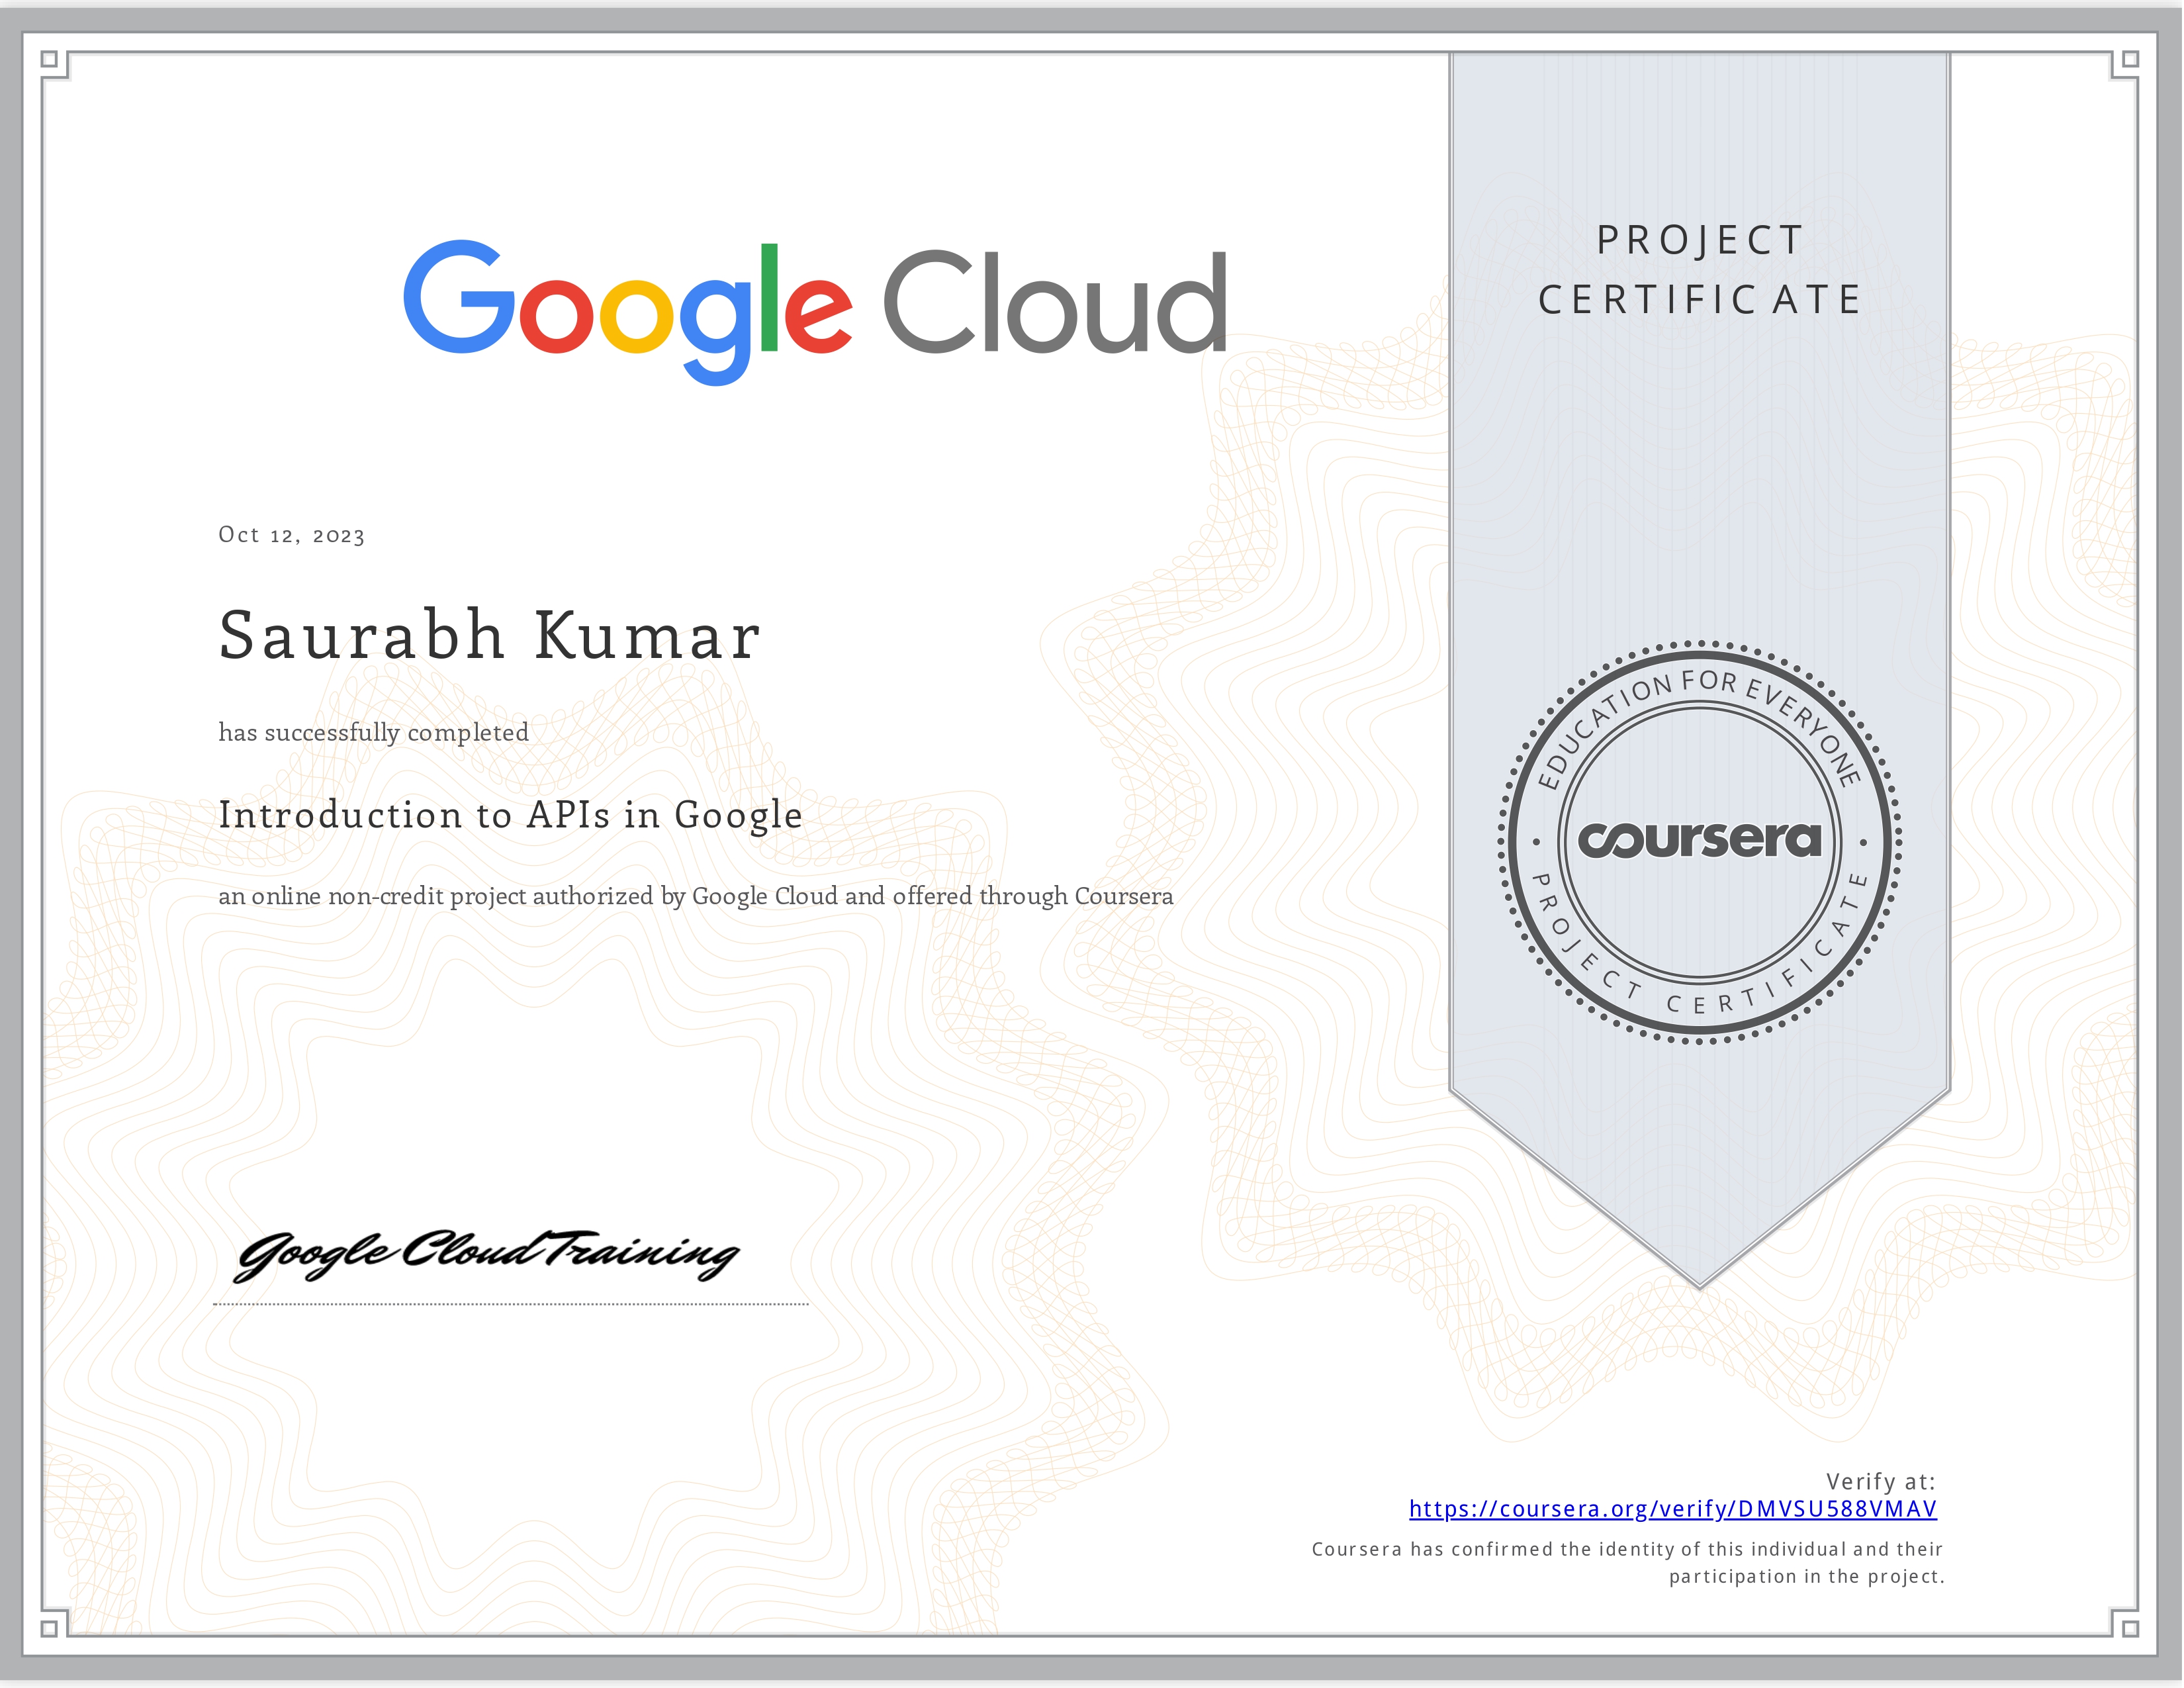 Google Cloud
PROJECT
CERTIFICATE
Oct 12, 2023
Saurabh Kumar
has successfully completed
Introduction to APIs in Google
an online non-credit project authorized by Google Cloud and offered through Coursera
EDUCATION FOR EVERYONE
coursera
PROJECT CERTIFICATE
Google Cloud Training
Verify at:
https://coursera.org/verify/DMVSU588VMAV
Coursera has confirmed the identity of this individual and their
participation in the project.